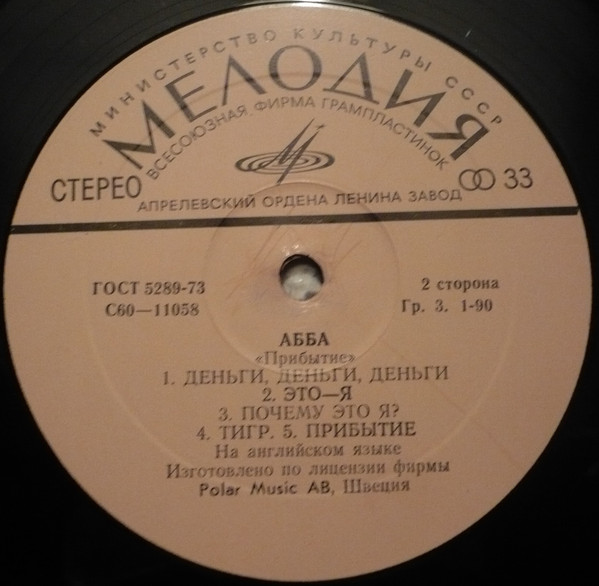 МИНИСТЕРСТВО КУЛЬТУРЫ СССР
МЕЛОДИЯ
ВСЕСОЮЗНАЯ ФИРМА ГРАМПЛАСТИНОК
СТЕРЕО
33
АПРЕЛЕВСКИЙ ОРДЕНА ЛЕНИНА ЗАВОД
ГОСТ 5289-73
2 сторона
С60—11058
Гр. 3. 1-90
АББА
«Прибытие»
1. ДЕНЬГИ, ДЕНЬГИ, ДЕНЬГИ
2. ЭТО—Я
3. ПОЧЕМУ ЭТО Я?
4. ТИГР. 5. ПРИБЫТИЕ
На английском языке
Изготовлено по лицензии фирмы
Polar Music AB, Швеция